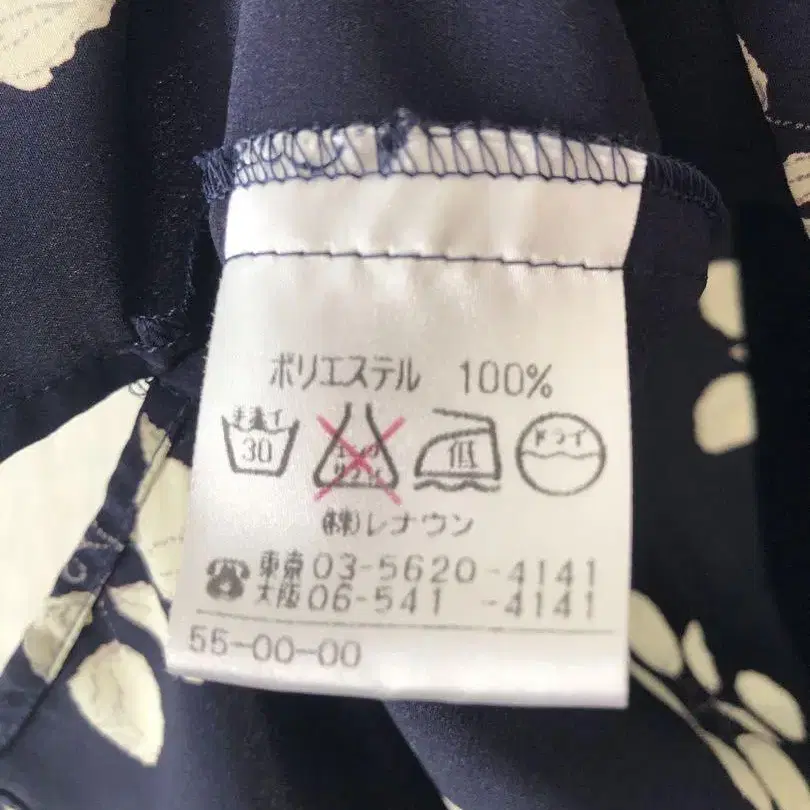 ポリエステル 100%
手洗イ 30 エンソサラシ 低 ドライ
㈱レナウン
☎ 東京 03-5620-4141
大阪 06-541 -4141
55-00-00